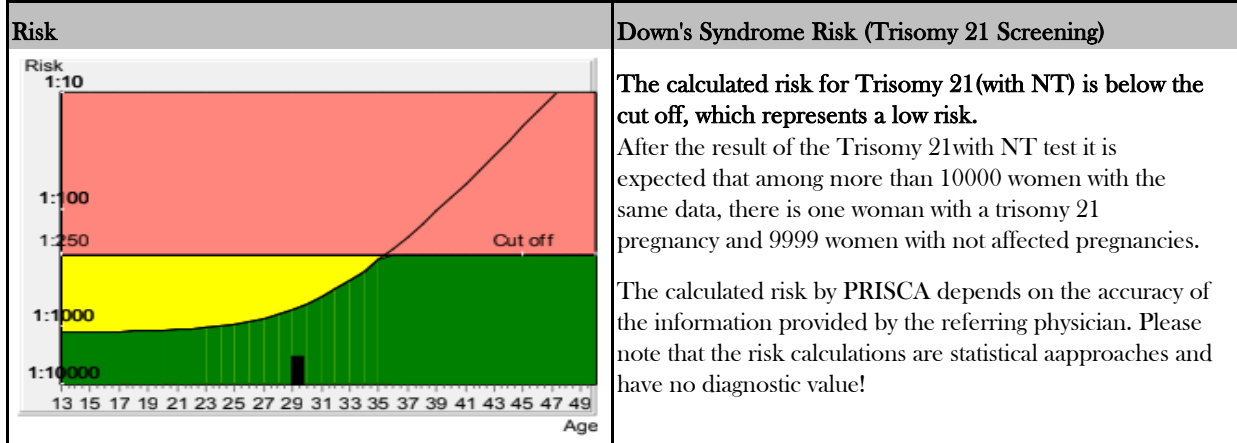 Risk
Down's Syndrome Risk (Trisomy 21 Screening)
Risk
1:10
1:100
1:250
Cut off
1:1000
1:10000
13 15 17 19 21 23 25 27 29 31 33 35 37 39 41 43 45 47 49
Age
The calculated risk for Trisomy 21(with NT) is below the
cut off, which represents a low risk.
After the result of the Trisomy 21with NT test it is
expected that among more than 10000 women with the
same data, there is one woman with a trisomy 21
pregnancy and 9999 women with not affected pregnancies.
The calculated risk by PRISCA depends on the accuracy of
the information provided by the referring physician. Please
note that the risk calculations are statistical aapproaches and
have no diagnostic value!